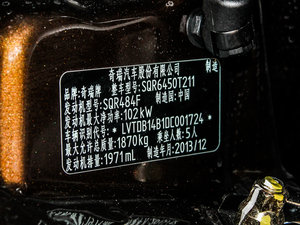 奇瑞汽车股份有限公司 制造
品牌:奇瑞 整车型号:SQR6450T211
发动机型号:SQR484F 制造国:中国
发动机最大净功率:102kW
车辆识别代号:*LVTDB14B1DC001724*
最大允许总质量:1870kg 乘坐人数:5人
发动机排量:1971mL 制造年月:2013/12